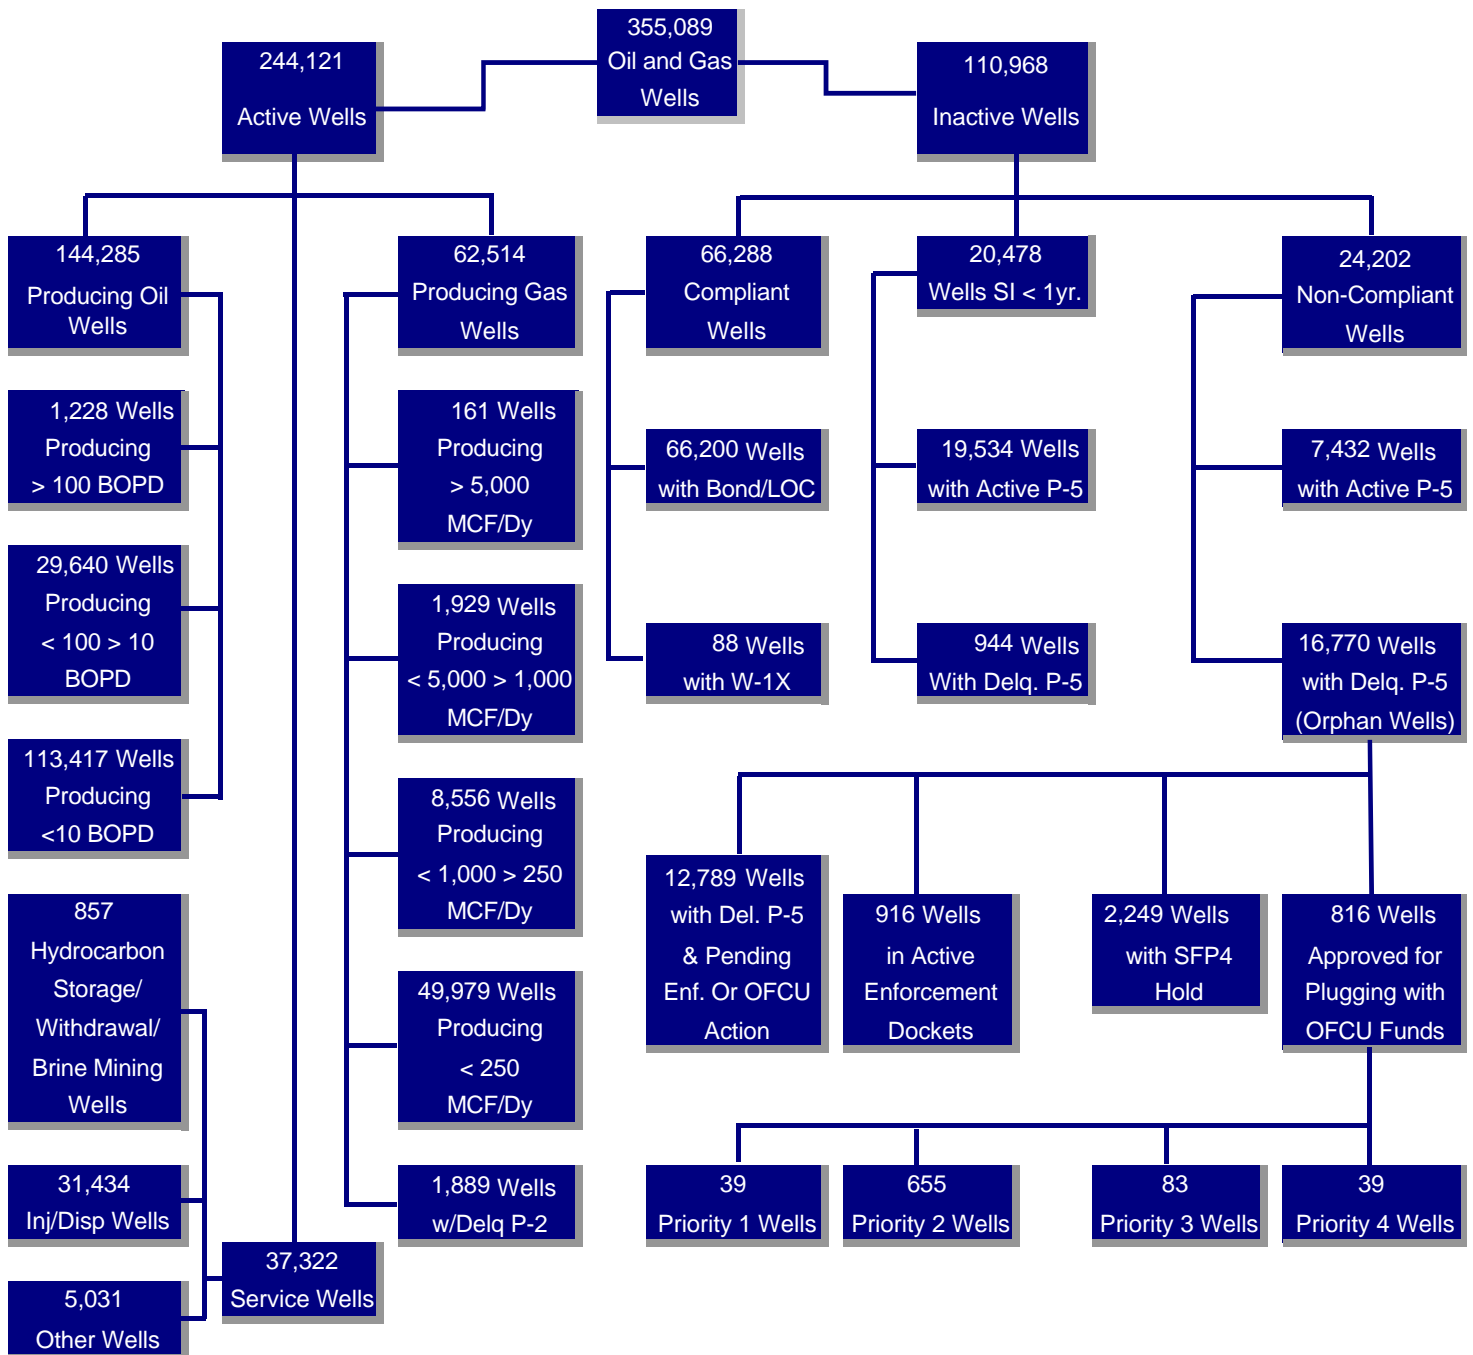 355,089
Oil and Gas
Wells
244,121
Active Wells
110,968
Inactive Wells
144,285
Producing Oil
Wells
62,514
Producing Gas
Wells
66,288
Compliant
Wells
20,478
Wells SI < 1yr.
24,202
Non-Compliant
Wells
1,228 Wells
Producing
> 100 BOPD
29,640 Wells
Producing
< 100 > 10
BOPD
113,417 Wells
Producing
<10 BOPD
857
Hydrocarbon
Storage/
Withdrawal/
Brine Mining
Wells
31,434
Inj/Disp Wells
5,031
Other Wells
37,322
Service Wells
161 Wells
Producing
> 5,000
MCF/Dy
1,929 Wells
Producing
< 5,000 > 1,000
MCF/Dy
8,556 Wells
Producing
< 1,000 > 250
MCF/Dy
49,979 Wells
Producing
< 250
MCF/Dy
1,889 Wells
w/Delq P-2
66,200 Wells
with Bond/LOC
88 Wells
with W-1X
19,534 Wells
with Active P-5
944 Wells
With Delq. P-5
7,432 Wells
with Active P-5
16,770 Wells
with Delq. P-5
(Orphan Wells)
12,789 Wells
with Del. P-5
& Pending
Enf. Or OFCU
Action
916 Wells
in Active
Enforcement
Dockets
2,249 Wells
with SFP4
Hold
816 Wells
Approved for
Plugging with
OFCU Funds
39
Priority 1 Wells
655
Priority 2 Wells
83
Priority 3 Wells
39
Priority 4 Wells